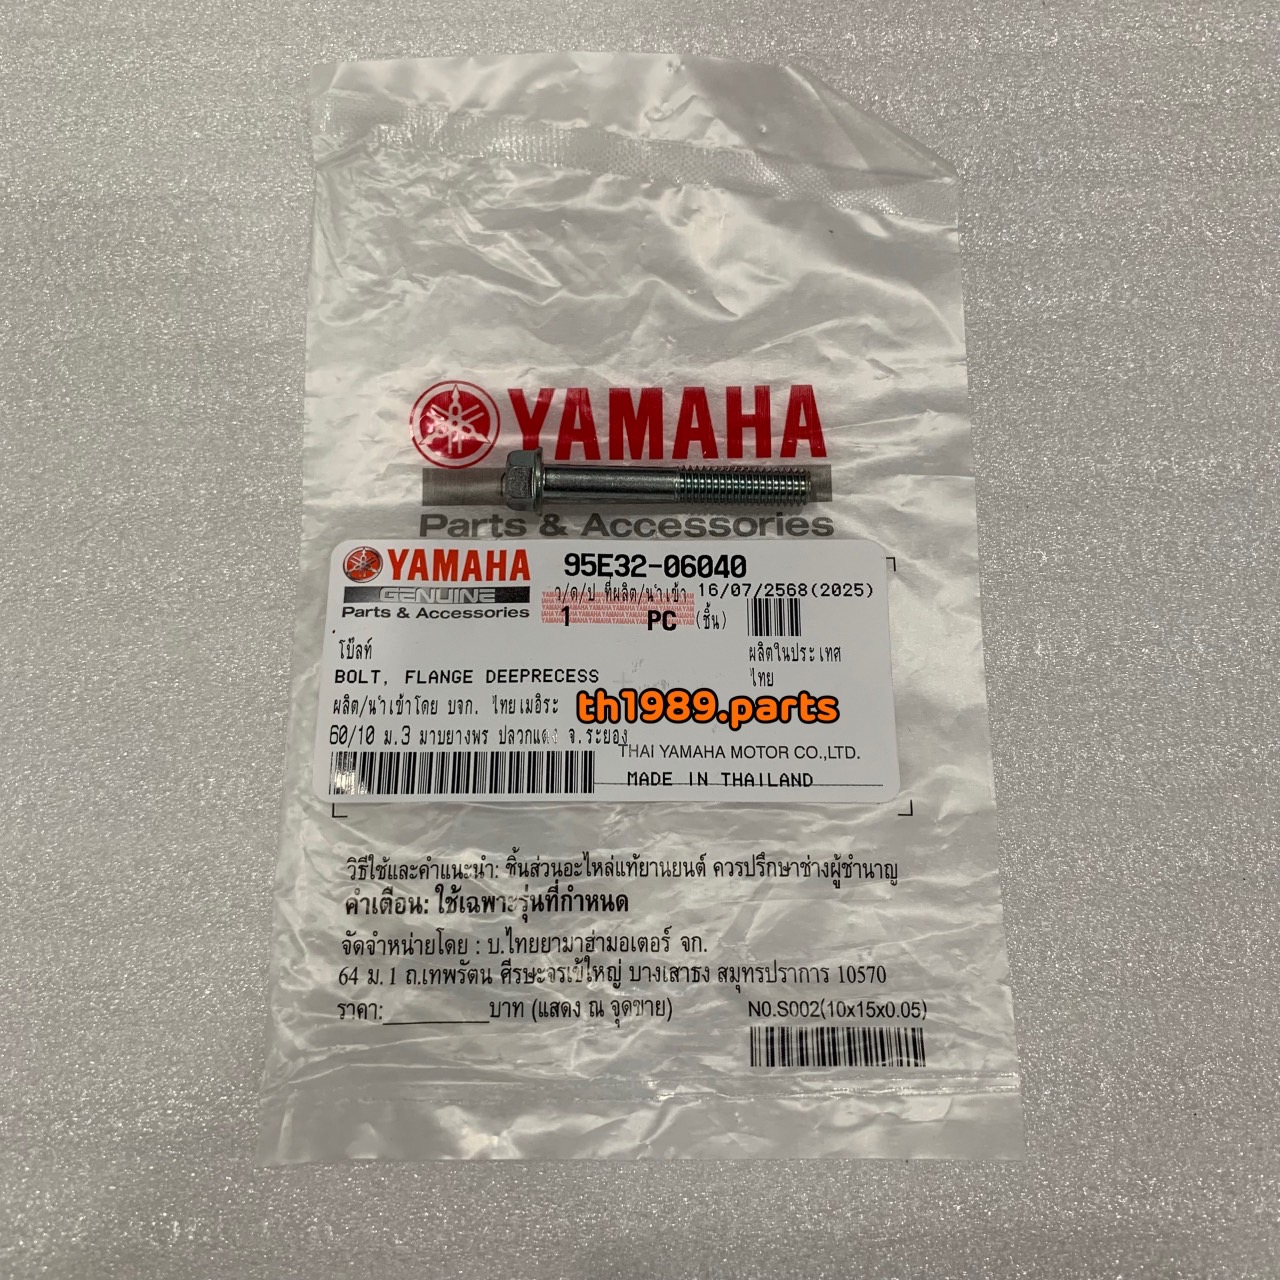 YAMAHA
Parts & Accessories
YAMAHA
GENUINE
Parts & Accessories
95E32-06040
ว/ด/ป ที่ผลิต/นำเข้า 16/07/2568(2025)
1 PC (ชิ้น)
โบ๊ลท์
BOLT, FLANGE DEEPRECESS
ผลิตในประเทศ
ไทย
ผลิต/นำเข้าโดย บจก. ไทยเมอิระ
th1989.parts
60/10 ม.3 มาบยางพร ปลวกแดง จ.ระยอง
THAI YAMAHA MOTOR CO.,LTD.
MADE IN THAILAND
วิธีใช้และคำแนะนำ: ชิ้นส่วนอะไหล่แท้ยานยนต์ ควรปรึกษาช่างผู้ชำนาญ
คำเตือน: ใช้เฉพาะรุ่นที่กำหนด
จัดจำหน่ายโดย : บ.ไทยยามาฮ่ามอเตอร์ จก.
64 ม. 1 ถ.เทพรัตน ศีรษะจรเข้ใหญ่ บางเสาธง สมุทรปราการ 10570
ราคา:________บาท (แสดง ณ จุดขาย)
NO.S002(10x15x0.05)